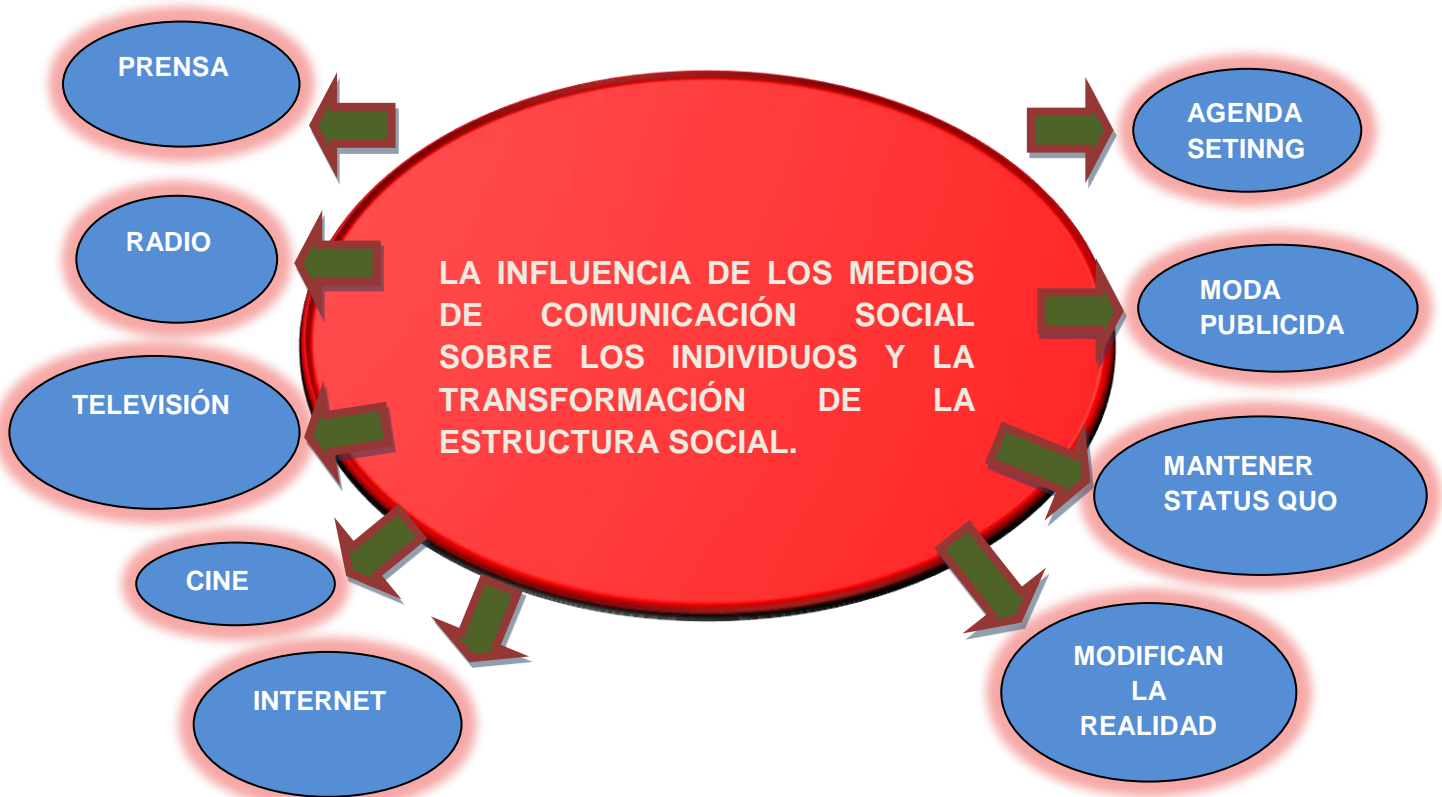 PRENSA
RADIO
TELEVISIÓN
CINE
INTERNET
LA INFLUENCIA DE LOS MEDIOS
DE COMUNICACIÓN SOCIAL
SOBRE LOS INDIVIDUOS Y LA
TRANSFORMACIÓN DE LA
ESTRUCTURA SOCIAL.
AGENDA
SETINNG
MODA
PUBLICIDA
MANTENER
STATUS QUO
MODIFICAN
LA
REALIDAD